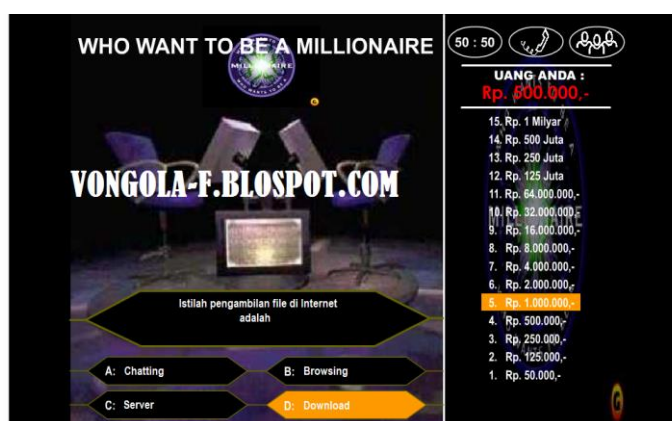 WHO WANT TO BE A MILLIONAIRE
50 : 50
UANG ANDA :
Rp. 500.000,-
15. Rp. 1 Milyar
14. Rp. 500 Juta
13. Rp. 250 Juta
12. Rp. 125 Juta
11. Rp. 64.000.000,-
10. Rp. 32.000.000,-
9. Rp. 16.000.000,-
8. Rp. 8.000.000,-
7. Rp. 4.000.000,-
6. Rp. 2.000.000,-
5. Rp. 1.000.000,-
4. Rp. 500.000,-
3. Rp. 250.000,-
2. Rp. 125.000,-
1. Rp. 50.000,-
VONGOLA-F.BLOSPOT.COM
Istilah pengambilan file di Internet
adalah
A: Chatting
B: Browsing
C: Server
D: Download